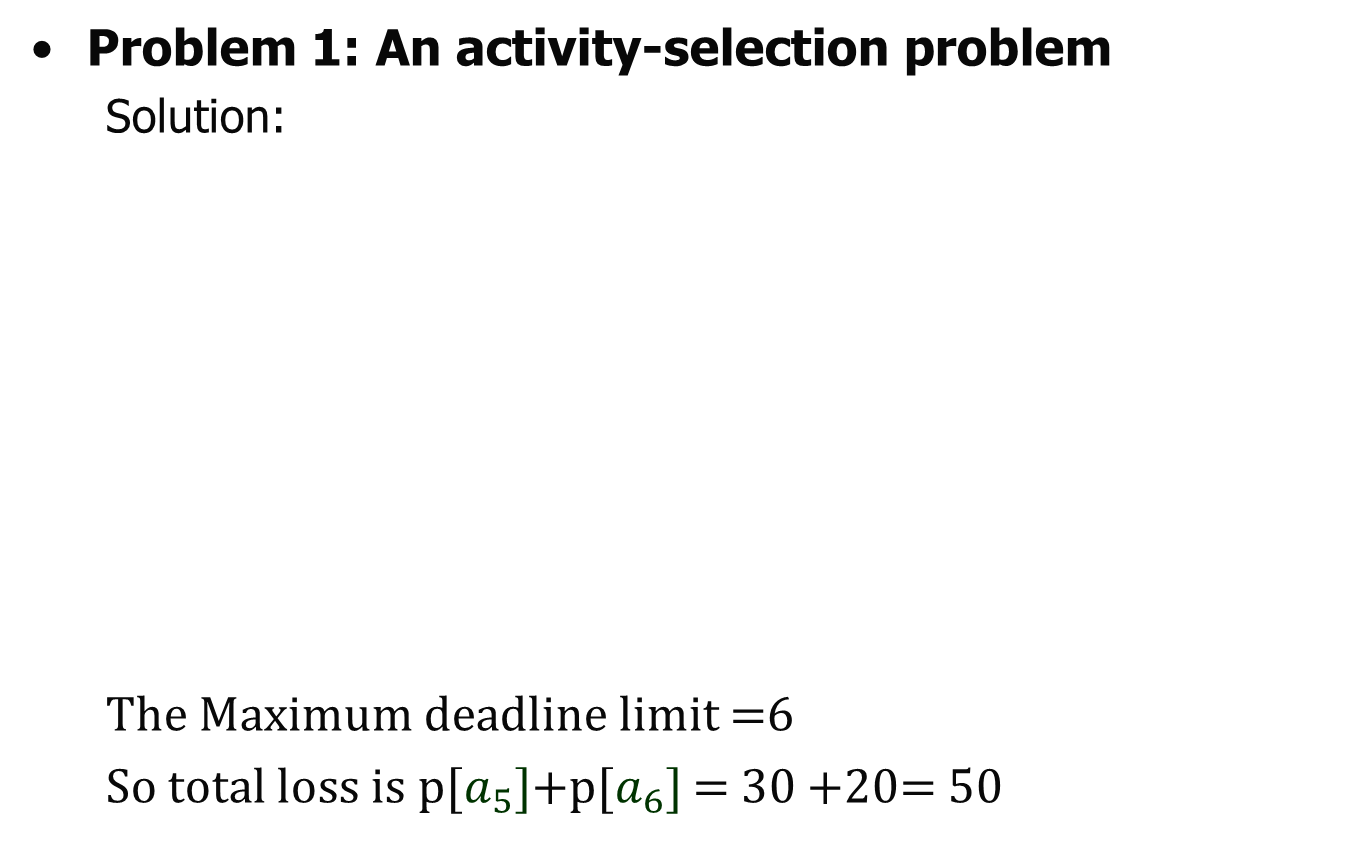 • Problem 1: An activity-selection problem
Solution:
The Maximum deadline limit =6
So total loss is p[𝑎₅]+p[𝑎₆] = 30 +20= 50